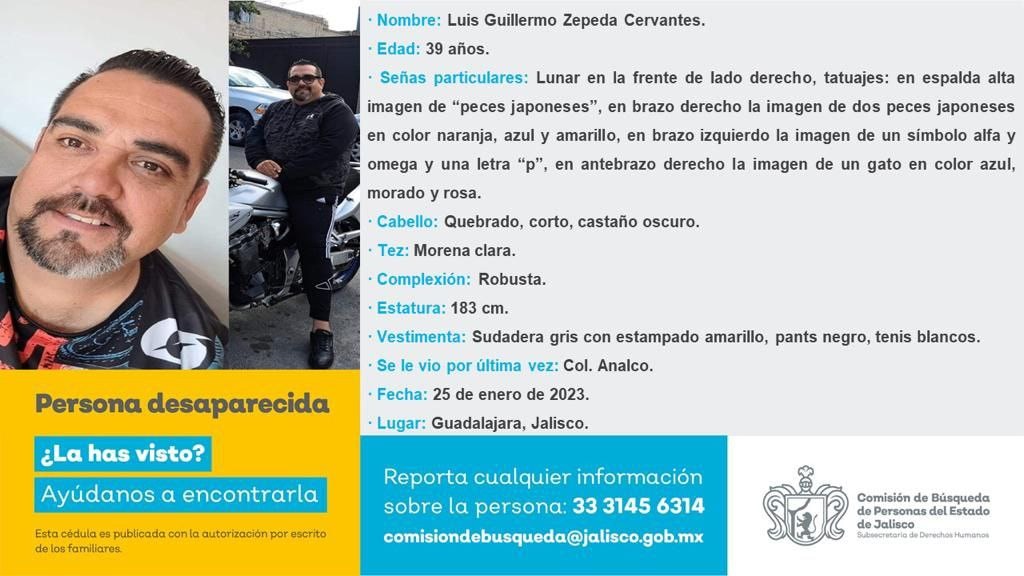 · Nombre: Luis Guillermo Zepeda Cervantes.
· Edad: 39 años.
· Señas particulares: Lunar en la frente de lado derecho, tatuajes: en espalda alta
imagen de “peces japoneses”, en brazo derecho la imagen de dos peces japoneses
en color naranja, azul y amarillo, en brazo izquierdo la imagen de un símbolo alfa y
omega y una letra “p”, en antebrazo derecho la imagen de un gato en color azul,
morado y rosa.
· Cabello: Quebrado, corto, castaño oscuro.
· Tez: Morena clara.
· Complexión: Robusta.
· Estatura: 183 cm.
· Vestimenta: Sudadera gris con estampado amarillo, pants negro, tenis blancos.
· Se le vio por última vez: Col. Analco.
· Fecha: 25 de enero de 2023.
· Lugar: Guadalajara, Jalisco.
Persona desaparecida
¿La has visto?
Ayúdanos a encontrarla
Esta cédula es publicada con la autorización por escrito
de los familiares.
Reporta cualquier información
sobre la persona: 33 3145 6314
comisiondebusqueda@jalisco.gob.mx
Comisión de Búsqueda
de Personas del Estado
de Jalisco
Subsecretaría de Derechos Humanos